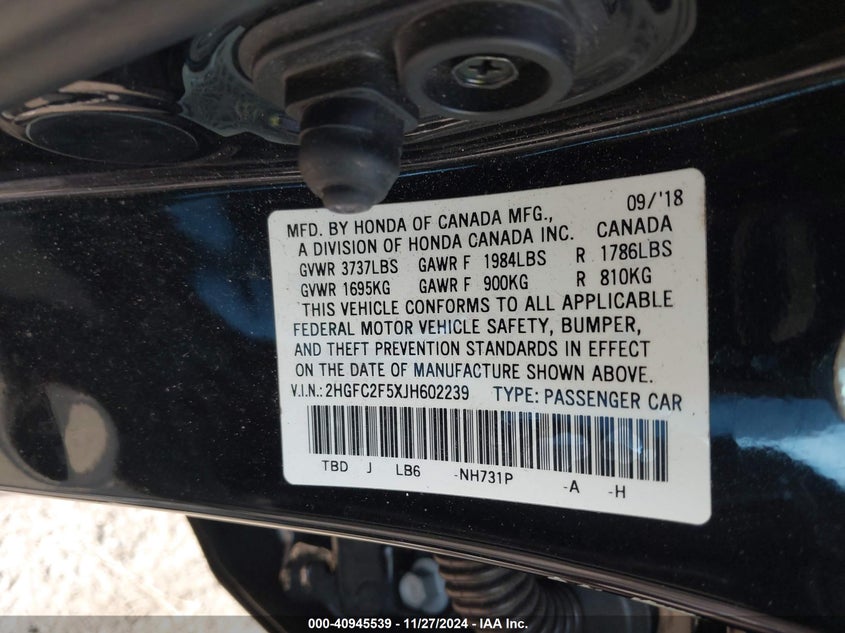 09/'18
MFD. BY HONDA OF CANADA MFG.,
A DIVISION OF HONDA CANADA INC. CANADA
GVWR 3737LBS GAWR F 1984LBS R 1786LBS
GVWR 1695KG GAWR F 900KG R 810KG
THIS VEHICLE CONFORMS TO ALL APPLICABLE
FEDERAL MOTOR VEHICLE SAFETY, BUMPER,
AND THEFT PREVENTION STANDARDS IN EFFECT
ON THE DATE OF MANUFACTURE SHOWN ABOVE.
V.I.N.: 2HGFC2F5XJH602239 TYPE: PASSENGER CAR
TBD J LB6 -NH731P -A -H
000-40945539 - 11/27/2024 - IAA Inc.